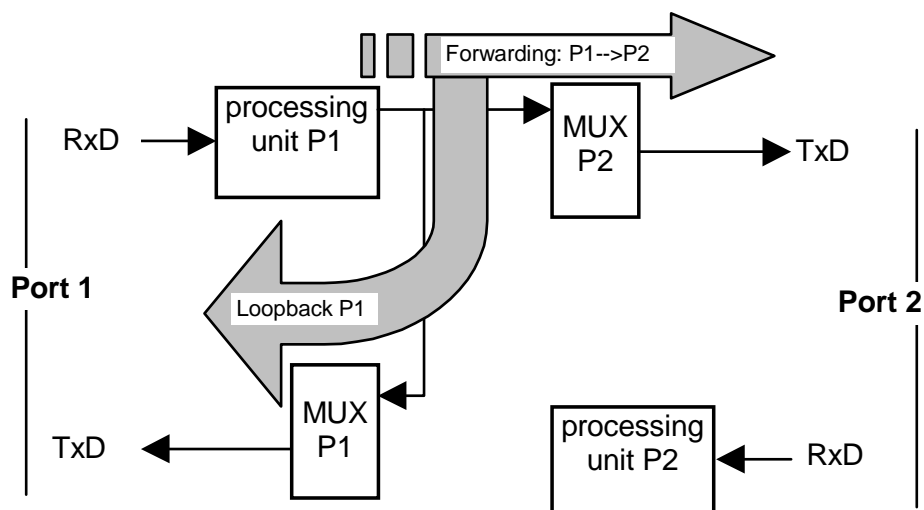 Forwarding: P1-->P2
processing
unit P1
RxD
MUX
P2
TxD
Port 1
Loopback P1
Port 2
MUX
P1
TxD
processing
unit P2
RxD